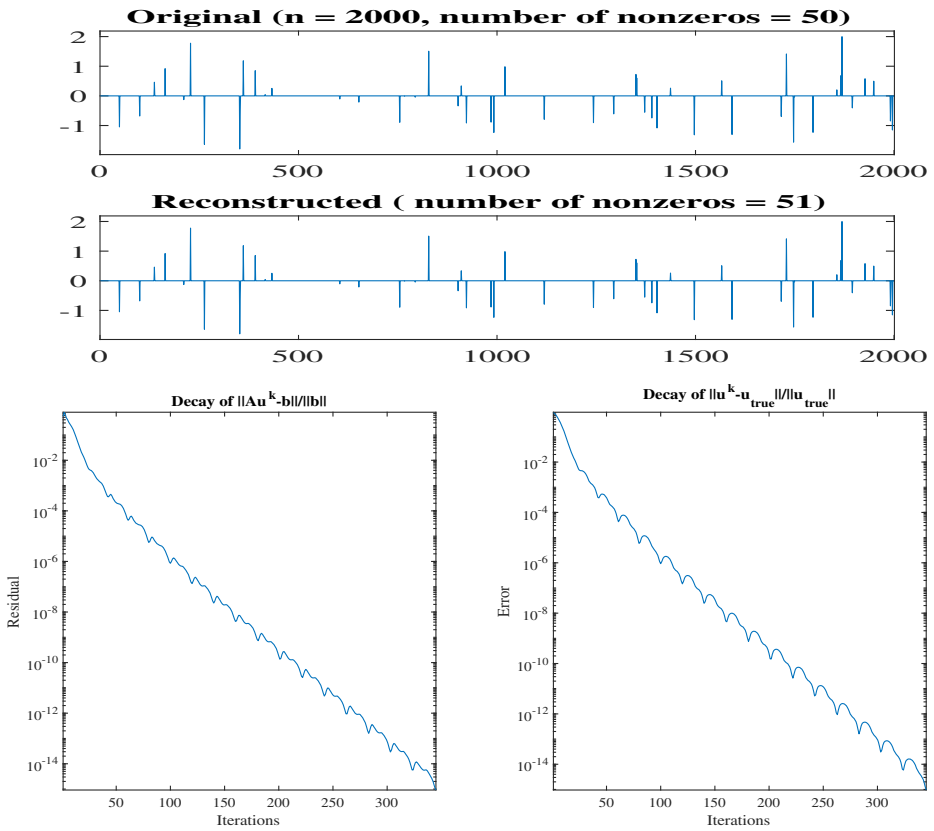 Original (n = 2000, number of nonzeros = 50)
2
1
0
-1
0 500 1000 1500 2000
Reconstructed ( number of nonzeros = 51)
2
1
0
-1
0 500 1000 1500 2000
Decay of ||Au^k-b||/||b||
10^-2
10^-4
10^-6
10^-8
10^-10
10^-12
10^-14
Residual
50 100 150 200 250 300
Iterations
Decay of ||u^k-u_true||/||u_true||
10^-2
10^-4
10^-6
10^-8
10^-10
10^-12
10^-14
Error
50 100 150 200 250 300
Iterations